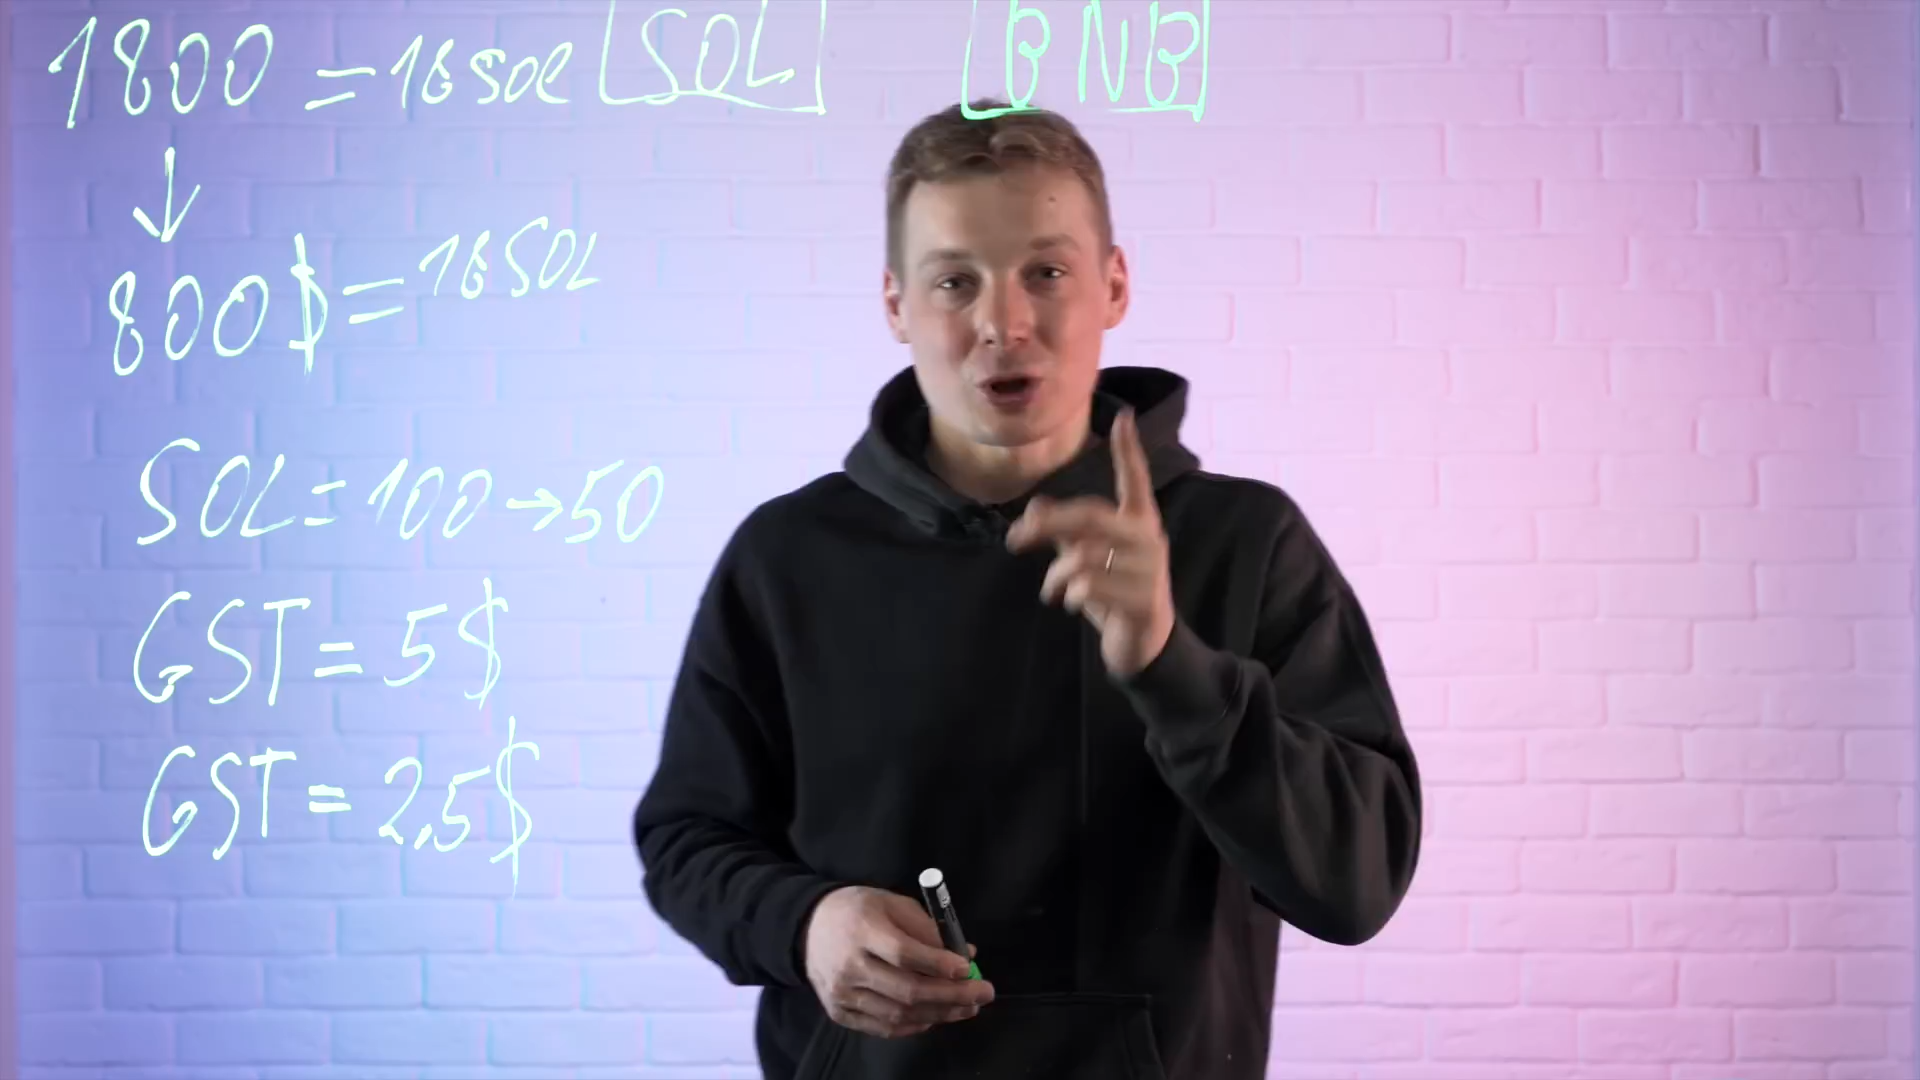 1800 = 16 SOL SOL BNB
800$ = 16 SOL
SOL = 100 → 50
GST = 5$
GST = 2,5$